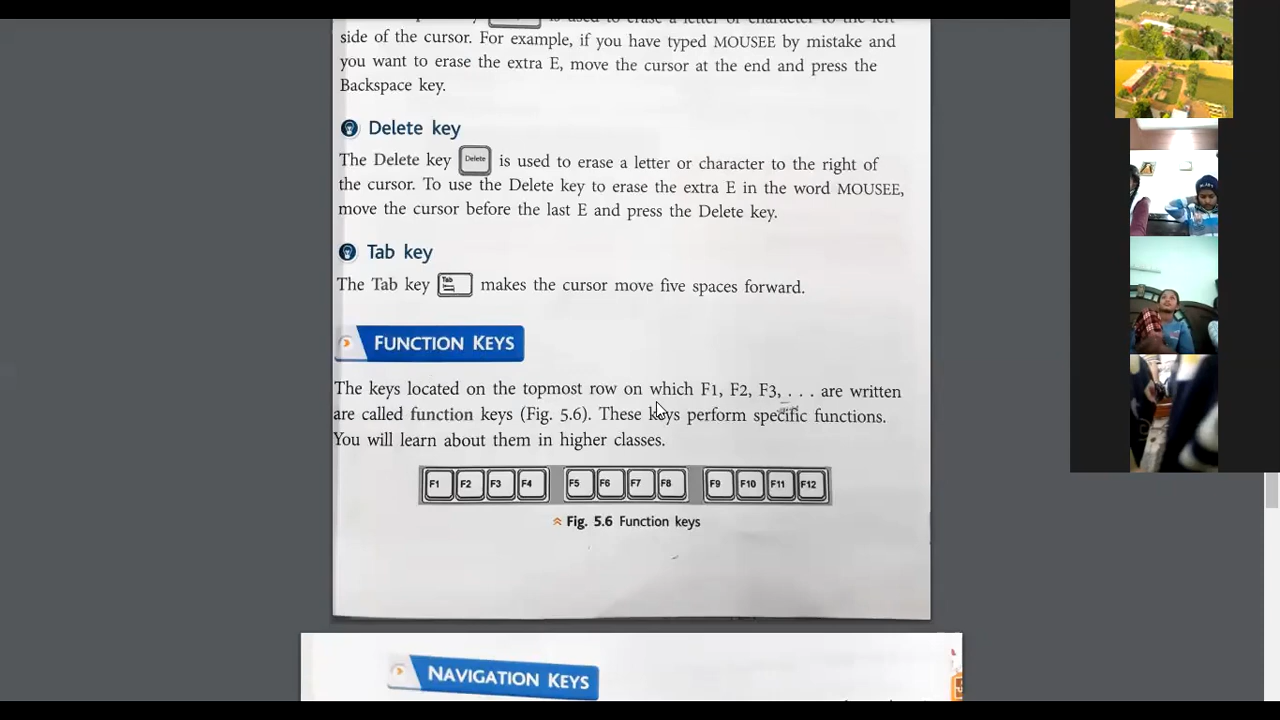 is used to erase a letter or character to the left
side of the cursor. For example, if you have typed MOUSEE by mistake and
you want to erase the extra E, move the cursor at the end and press the
Backspace key.
Delete key
The Delete key Delete is used to erase a letter or character to the right of
the cursor. To use the Delete key to erase the extra E in the word MOUSEE,
move the cursor before the last E and press the Delete key.
Tab key
The Tab key Tab makes the cursor move five spaces forward.
FUNCTION KEYS
The keys located on the topmost row on which F1, F2, F3, . . . are written
are called function keys (Fig. 5.6). These keys perform specific functions.
You will learn about them in higher classes.
F1 F2 F3 F4 F5 F6 F7 F8 F9 F10 F11 F12
Fig. 5.6 Function keys
NAVIGATION KEYS